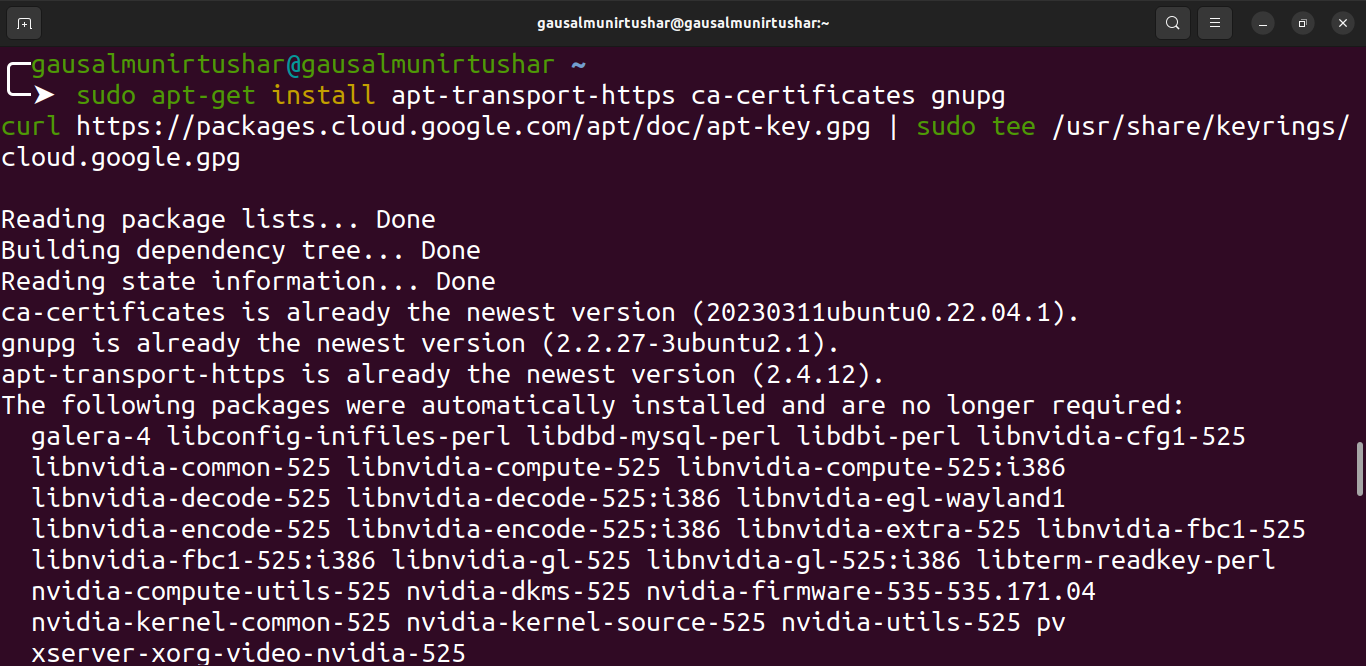 gausalmunirtushar@gausalmunirtushar:~
gausalmunirtushar@gausalmunirtushar ~
➤ sudo apt-get install apt-transport-https ca-certificates gnupg
curl https://packages.cloud.google.com/apt/doc/apt-key.gpg | sudo tee /usr/share/keyrings/
cloud.google.gpg
Reading package lists... Done
Building dependency tree... Done
Reading state information... Done
ca-certificates is already the newest version (20230311ubuntu0.22.04.1).
gnupg is already the newest version (2.2.27-3ubuntu2.1).
apt-transport-https is already the newest version (2.4.12).
The following packages were automatically installed and are no longer required:
galera-4 libconfig-inifiles-perl libdbd-mysql-perl libdbi-perl libnvidia-cfg1-525
libnvidia-common-525 libnvidia-compute-525 libnvidia-compute-525:i386
libnvidia-decode-525 libnvidia-decode-525:i386 libnvidia-egl-wayland1
libnvidia-encode-525 libnvidia-encode-525:i386 libnvidia-extra-525 libnvidia-fbc1-525
libnvidia-fbc1-525:i386 libnvidia-gl-525 libnvidia-gl-525:i386 libterm-readkey-perl
nvidia-compute-utils-525 nvidia-dkms-525 nvidia-firmware-535-535.171.04
nvidia-kernel-common-525 nvidia-kernel-source-525 nvidia-utils-525 pv
xserver-xorg-video-nvidia-525